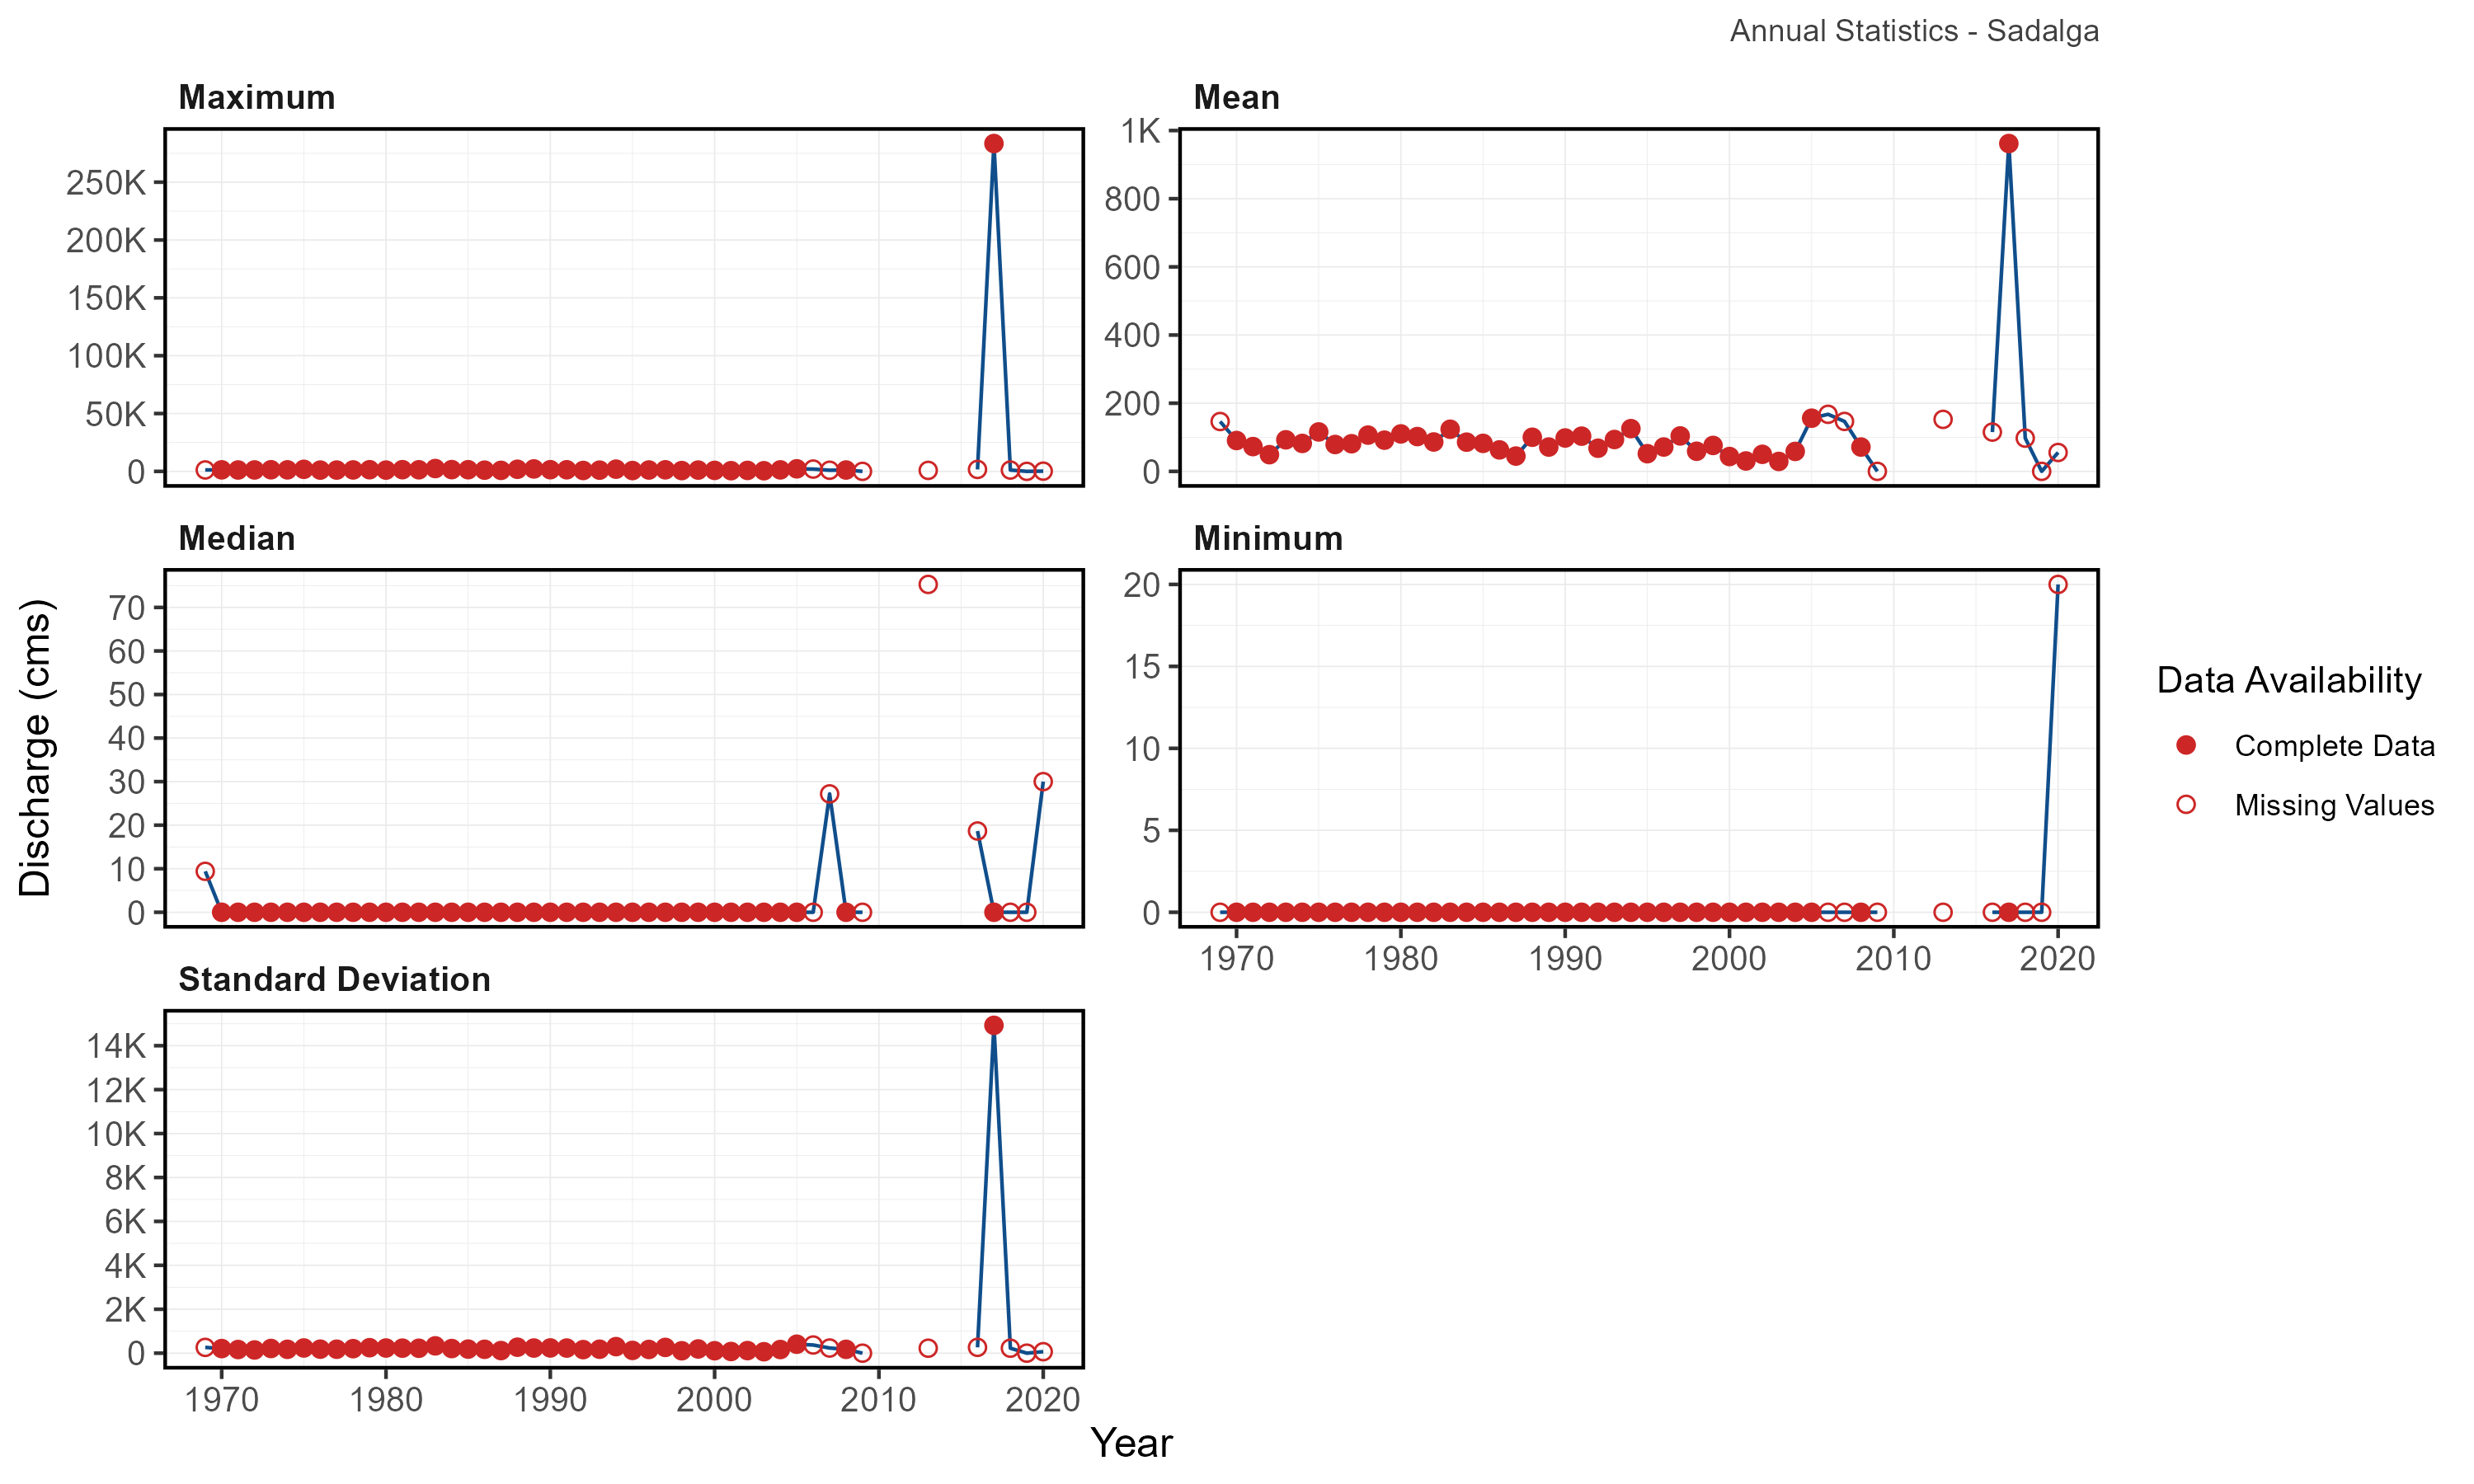 Annual Statistics - Sadalga
Maximum
250K
200K
150K
100K
50K
0
Mean
1K
800
600
400
200
0
Median
70
60
50
40
30
20
10
0
Minimum
20
15
10
5
0
1970 1980 1990 2000 2010 2020
Standard Deviation
14K
12K
10K
8K
6K
4K
2K
0
1970 1980 1990 2000 2010 2020
Discharge (cms)
Year
Data Availability
Complete Data
Missing Values